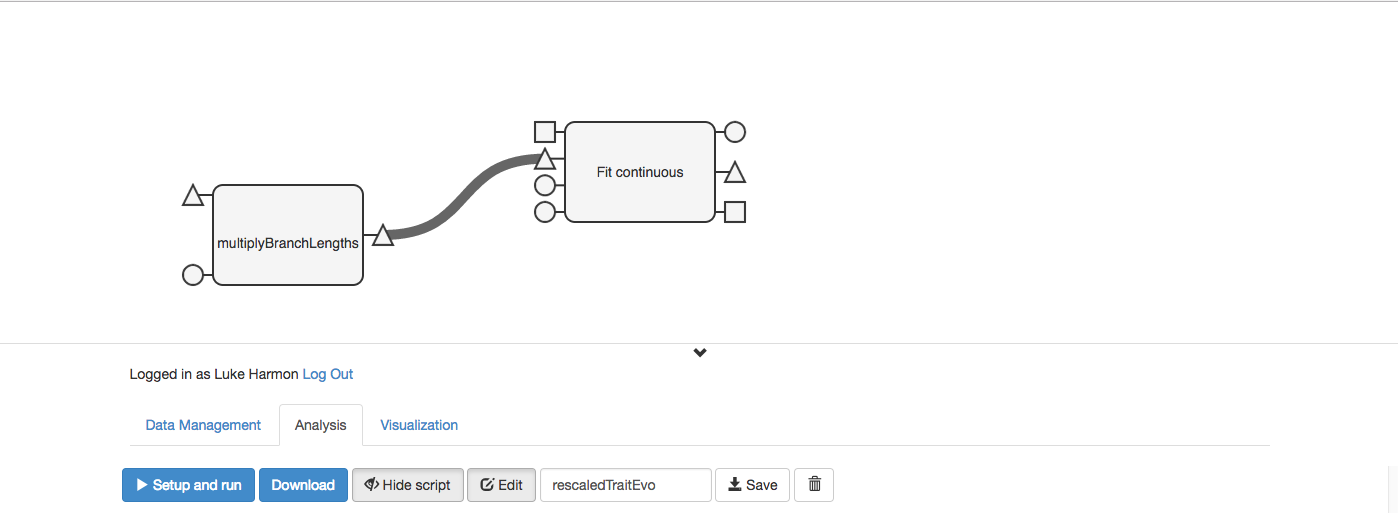 Fit continuous
multiplyBranchLengths
Logged in as Luke Harmon Log Out
Data Management Analysis Visualization
Setup and run Download Hide script Edit rescaledTraitEvo Save